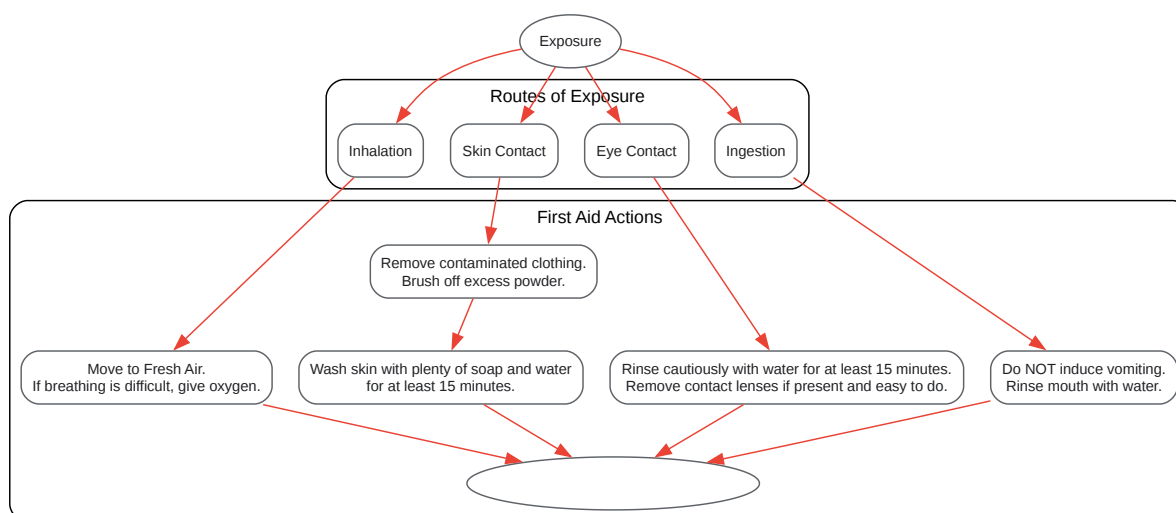 Exposure
Routes of Exposure
Inhalation
Skin Contact
Eye Contact
Ingestion
First Aid Actions
Remove contaminated clothing.
Brush off excess powder.
Move to Fresh Air.
If breathing is difficult, give oxygen.
Wash skin with plenty of soap and water
for at least 15 minutes.
Rinse cautiously with water for at least 15 minutes.
Remove contact lenses if present and easy to do.
Do NOT induce vomiting.
Rinse mouth with water.